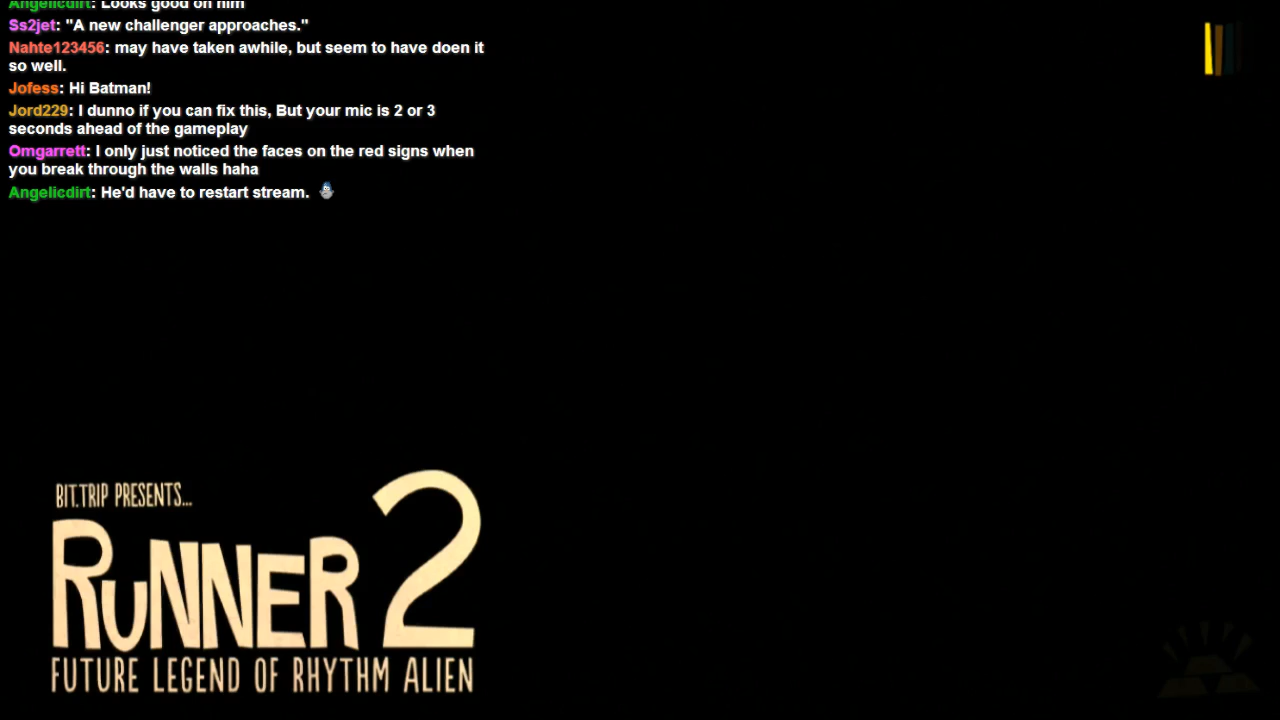 Angelicdirt: Looks good on him
Ss2jet: "A new challenger approaches."
Nahte123456: may have taken awhile, but seem to have doen it
so well.
Jofess: Hi Batman!
Jord229: I dunno if you can fix this, But your mic is 2 or 3
seconds ahead of the gameplay
Omgarrett: I only just noticed the faces on the red signs when
you break through the walls haha
Angelicdirt: He'd have to restart stream.
BIT.TRIP PRESENTS...
RUNNER 2
FUTURE LEGEND OF RHYTHM ALIEN